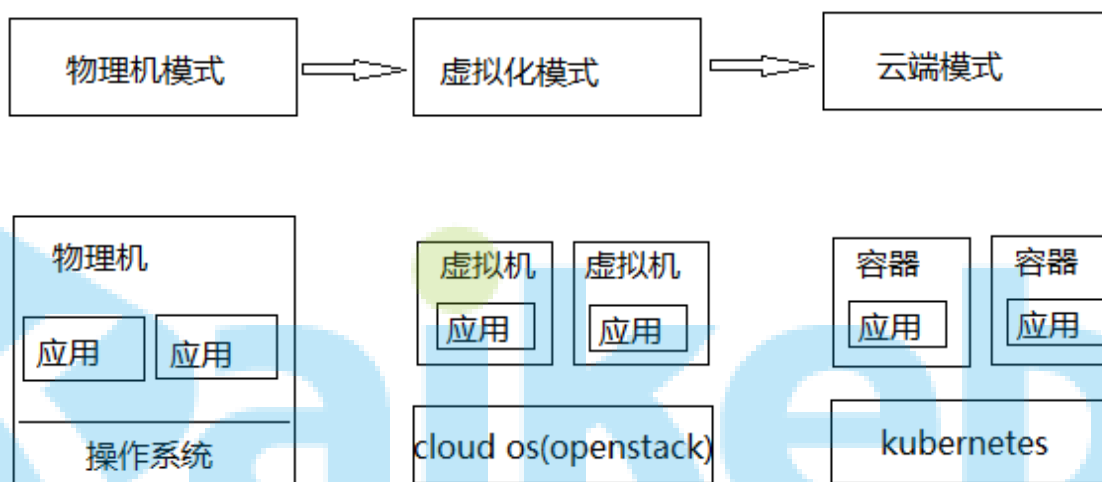 物理机模式
虚拟化模式
云端模式
物理机
应用
应用
操作系统
虚拟机
应用
虚拟机
应用
cloud os(openstack)
容器
应用
容器
应用
kubernetes